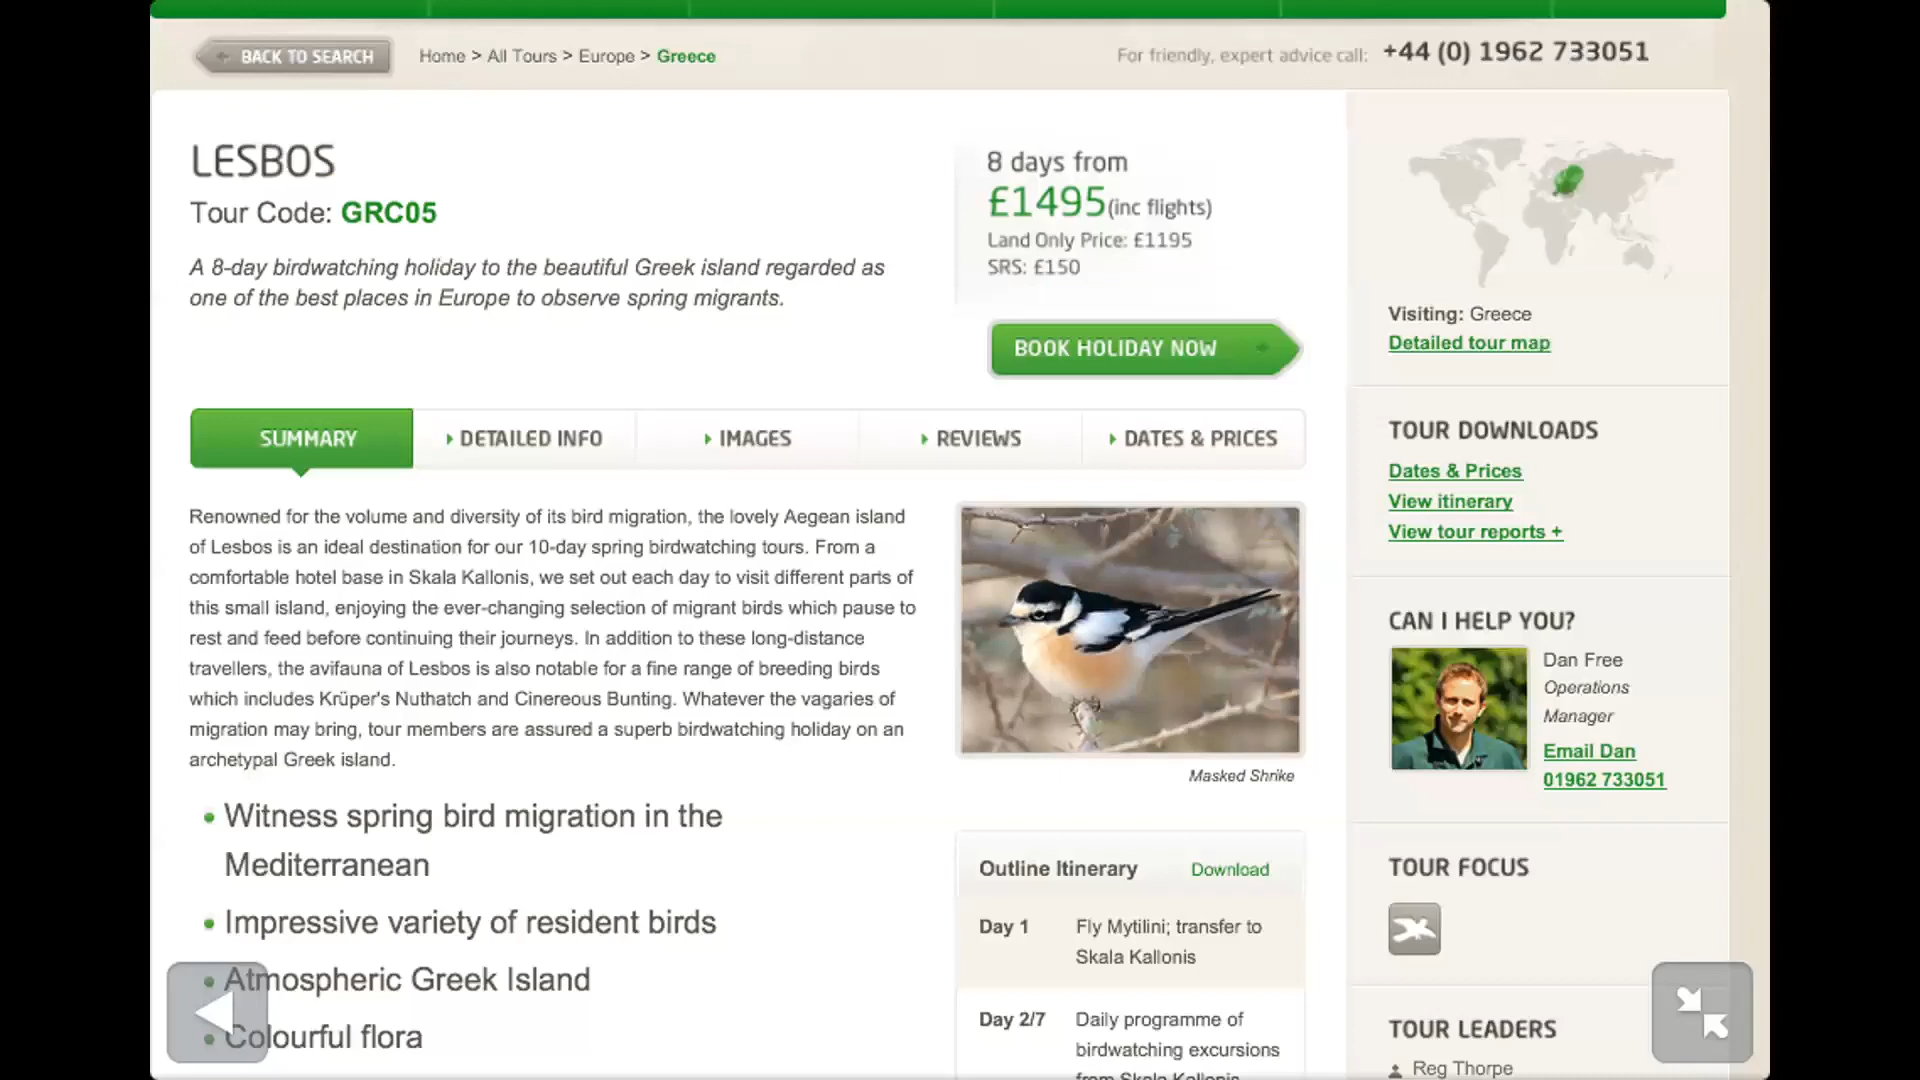 BACK TO SEARCH
Home > All Tours > Europe > Greece
For friendly, expert advice call: +44 (0) 1962 733051
LESBOS
Tour Code: GRC05
A 8-day birdwatching holiday to the beautiful Greek island regarded as
one of the best places in Europe to observe spring migrants.
8 days from
£1495(inc flights)
Land Only Price: £1195
SRS: £150
BOOK HOLIDAY NOW
SUMMARY
DETAILED INFO
IMAGES
REVIEWS
DATES & PRICES
Renowned for the volume and diversity of its bird migration, the lovely Aegean island
of Lesbos is an ideal destination for our 10-day spring birdwatching tours. From a
comfortable hotel base in Skala Kallonis, we set out each day to visit different parts of
this small island, enjoying the ever-changing selection of migrant birds which pause to
rest and feed before continuing their journeys. In addition to these long-distance
travellers, the avifauna of Lesbos is also notable for a fine range of breeding birds
which includes Krüper's Nuthatch and Cinereous Bunting. Whatever the vagaries of
migration may bring, tour members are assured a superb birdwatching holiday on an
archetypal Greek island.
• Witness spring bird migration in the
Mediterranean
• Impressive variety of resident birds
• Atmospheric Greek Island
• Colourful flora
Masked Shrike
Outline Itinerary Download
Day 1 Fly Mytilini; transfer to
Skala Kallonis
Day 2/7 Daily programme of
birdwatching excursions
from Skala Kallonis
Visiting: Greece
Detailed tour map
TOUR DOWNLOADS
Dates & Prices
View itinerary
View tour reports +
CAN I HELP YOU?
Dan Free
Operations
Manager
Email Dan
01962 733051
TOUR FOCUS
TOUR LEADERS
Reg Thorpe